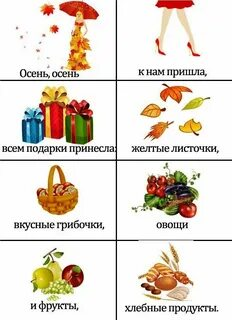 Осень, осень
к нам пришла,
всем подарки принесла:
желтые листочки,
вкусные грибочки,
овощи
и фрукты,
хлебные продукты.